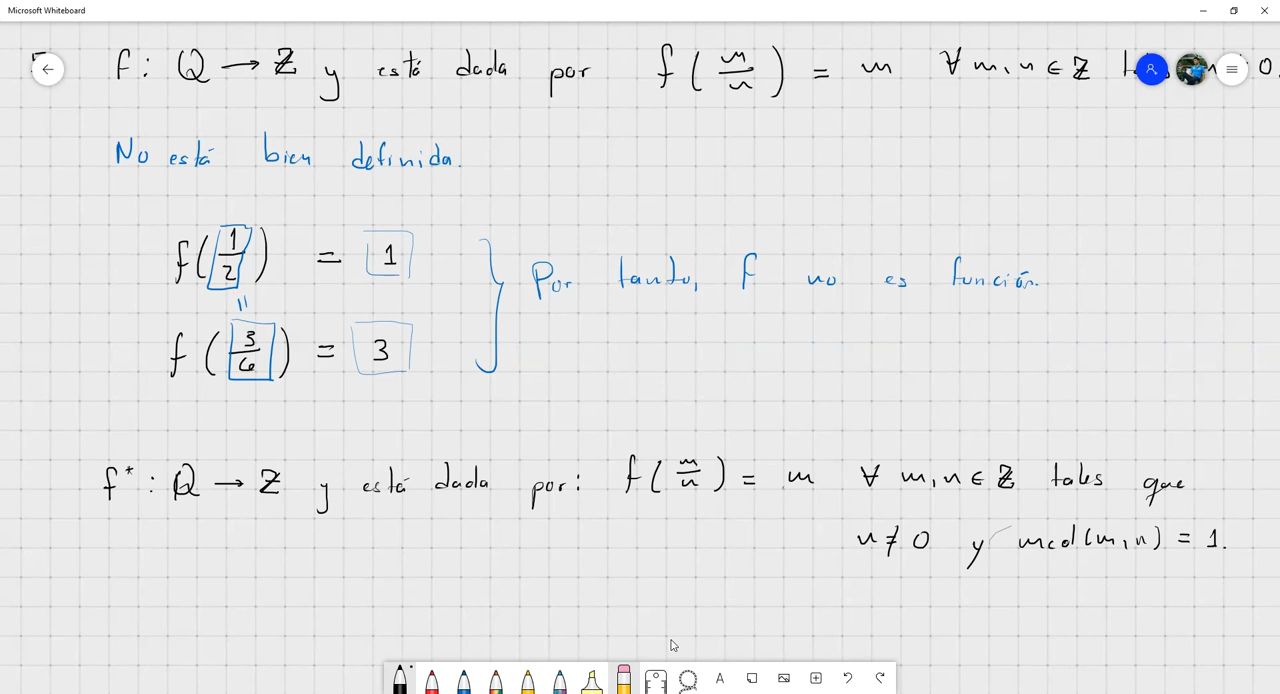 Microsoft Whiteboard
f: Q → Z y está dada por f(m/n) = m ∀ m,n ∈ Z 0.
No está bien definida.
f(1/2) = 1
=
Por tanto, f no es función.
f(3/6) = 3
f*: Q → Z y está dada por: f(m/n) = m ∀ m,n ∈ Z tales que
n ≠ 0 y mcd(m,n) = 1.
A